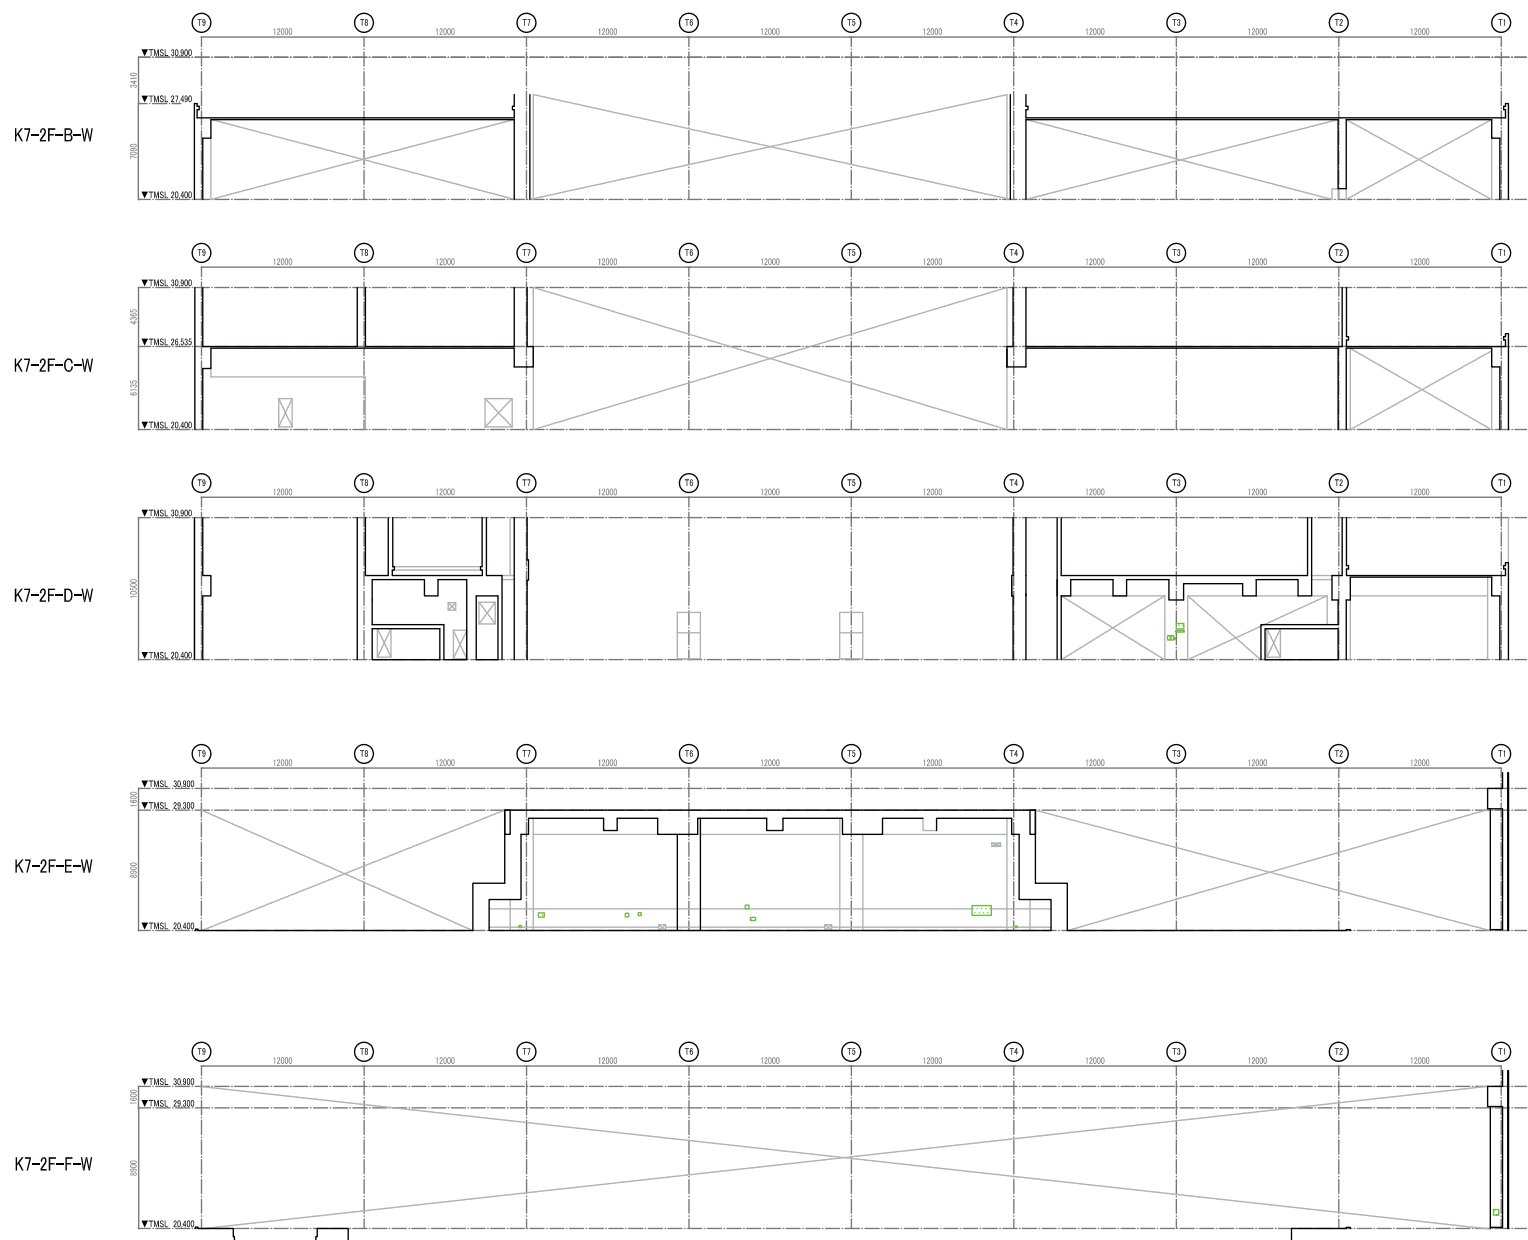 T9 T8 T7 T6 T5 T4 T3 T2 T1
12000 12000 12000 12000 12000 12000 12000 12000
▼TMSL 30,900
3410
▼TMSL 27,490
K7-2F-B-W
7090
▼TMSL 20,400
T9 T8 T7 T6 T5 T4 T3 T2 T1
12000 12000 12000 12000 12000 12000 12000 12000
▼TMSL 30,900
4365
▼TMSL 26,535
K7-2F-C-W
6135
▼TMSL 20,400
T9 T8 T7 T6 T5 T4 T3 T2 T1
12000 12000 12000 12000 12000 12000 12000 12000
▼TMSL 30,900
K7-2F-D-W
10500
▼TMSL 20,400
T9 T8 T7 T6 T5 T4 T3 T2 T1
12000 12000 12000 12000 12000 12000 12000 12000
▼TMSL 30,900
1600
▼TMSL 29,300
K7-2F-E-W
8900
▼TMSL 20,400
T9 T8 T7 T6 T5 T4 T3 T2 T1
12000 12000 12000 12000 12000 12000 12000 12000
▼TMSL 30,900
1600
▼TMSL 29,300
K7-2F-F-W
8900
▼TMSL 20,400